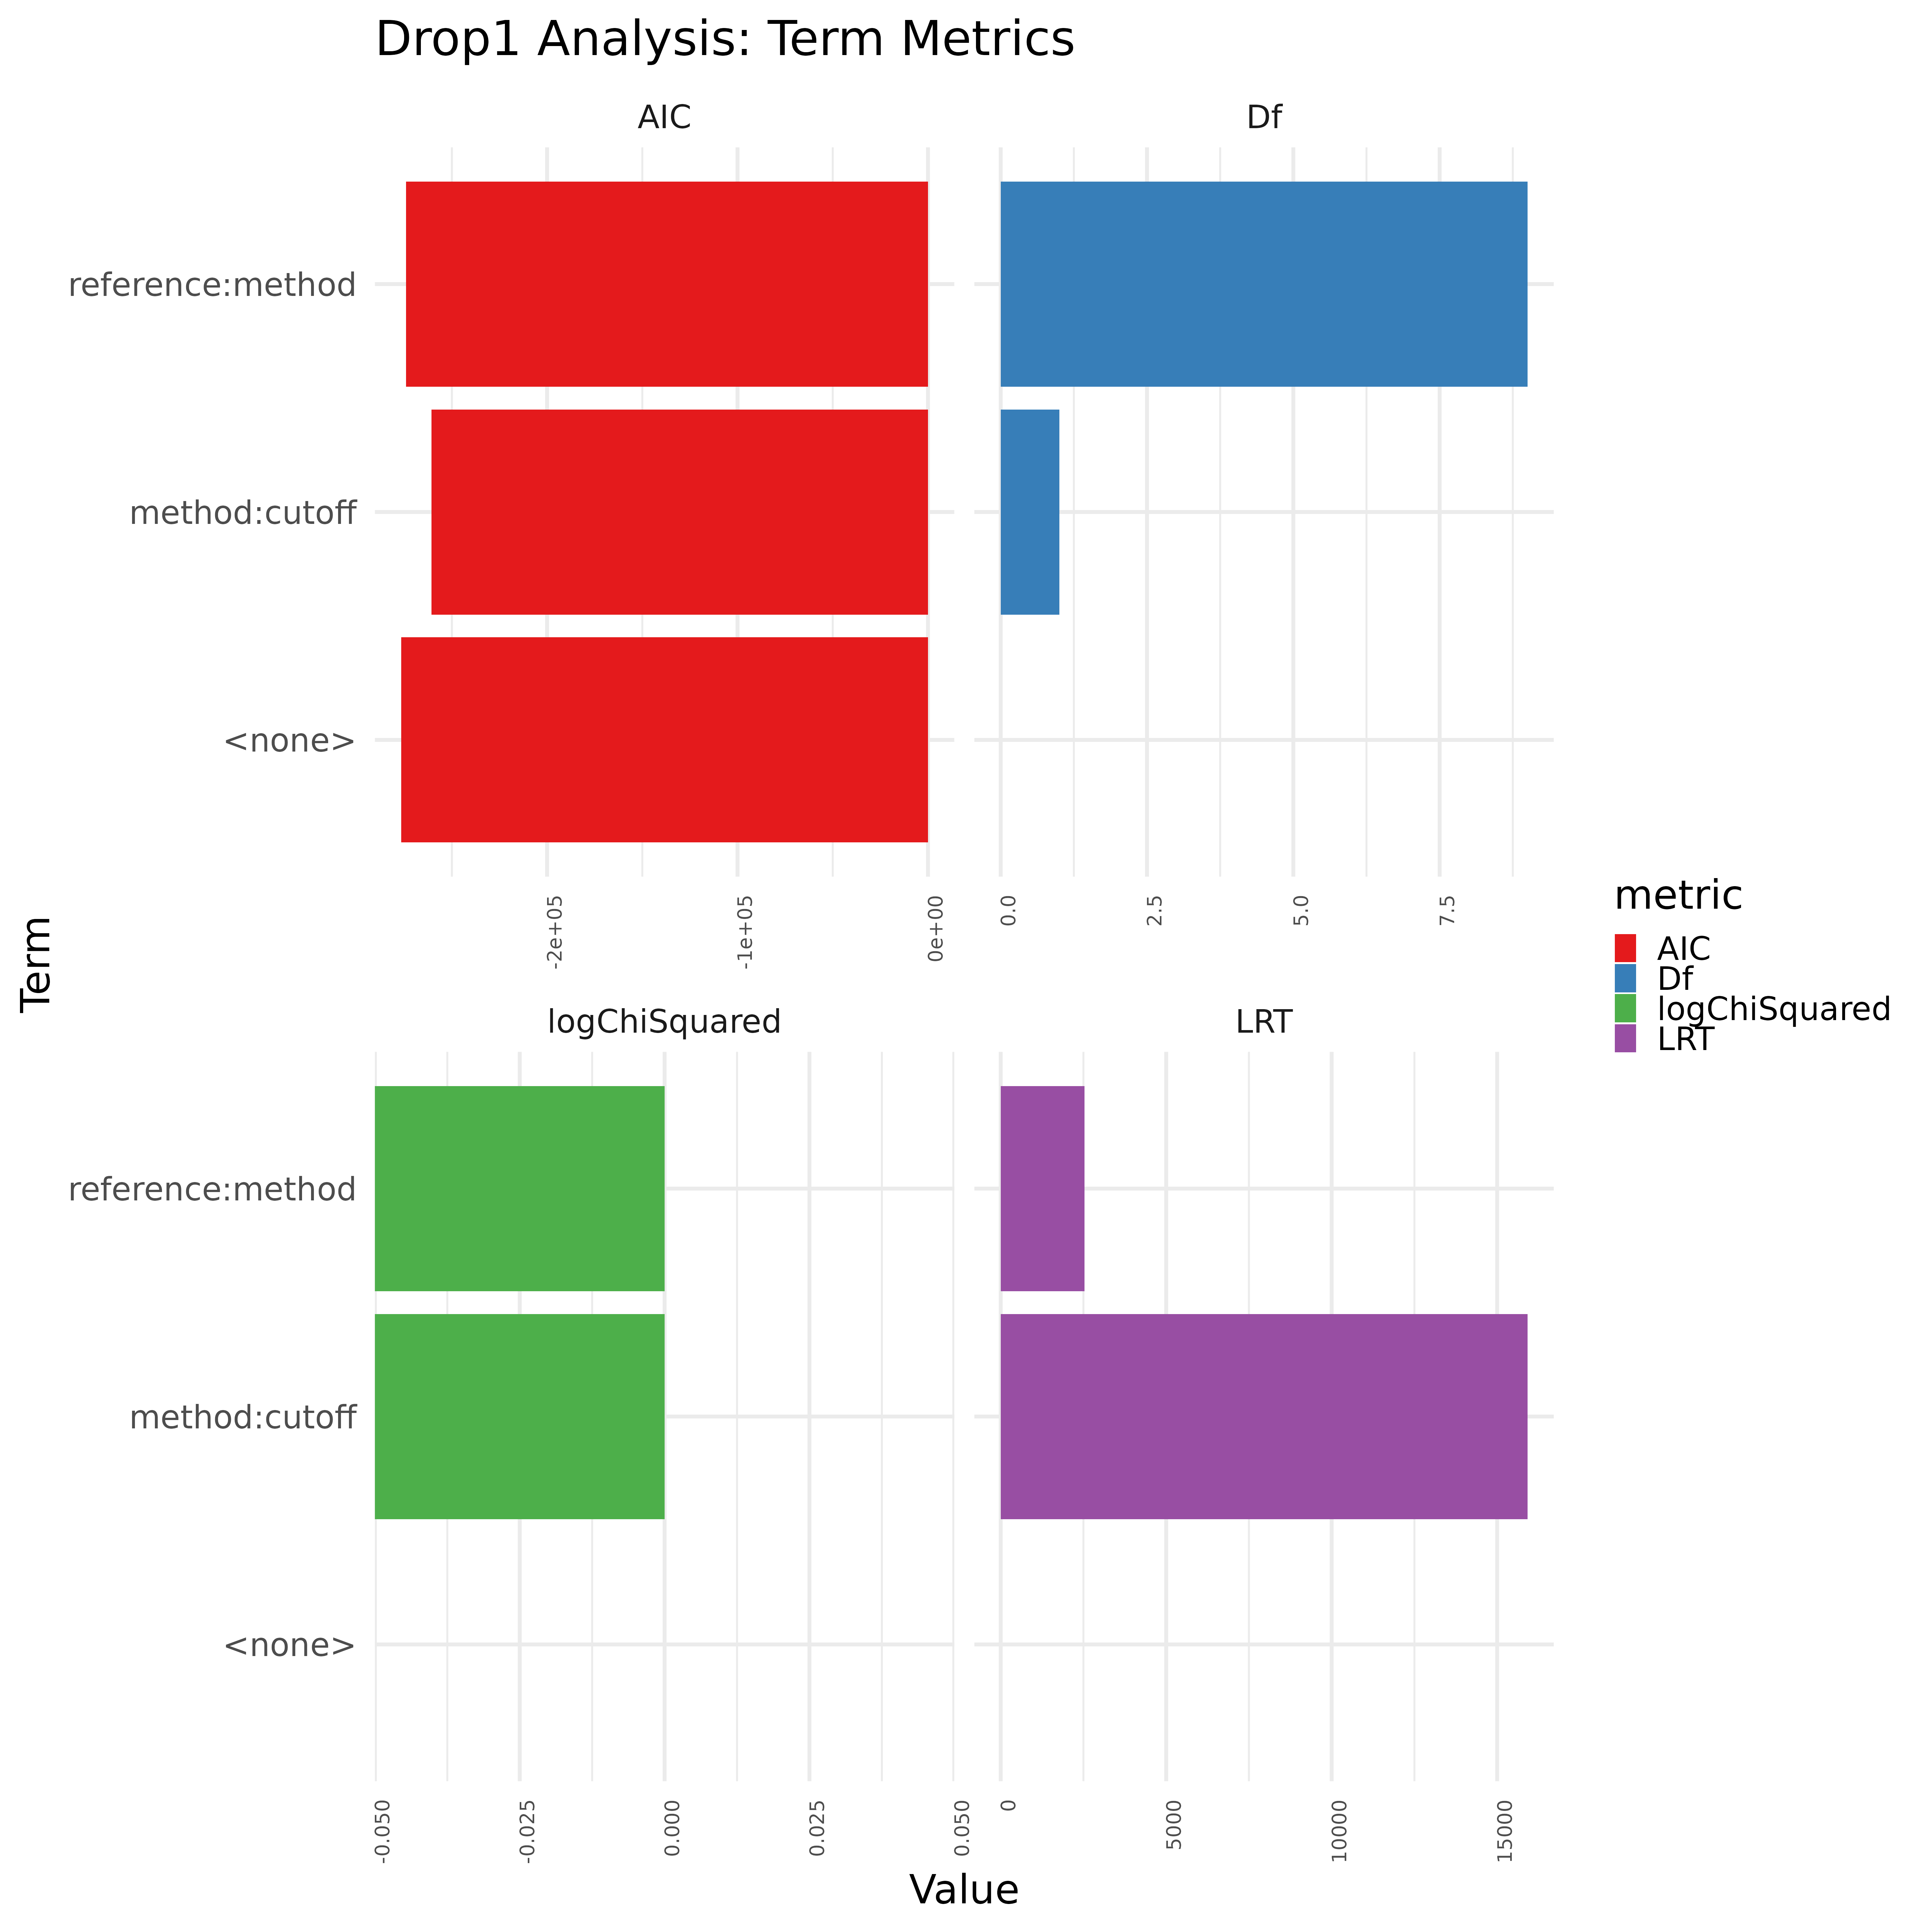 Drop1 Analysis: Term Metrics
AIC
Df
reference:method
method:cutoff
<none>
-2e+05
-1e+05
0e+00
0.0
2.5
5.0
7.5
Term
logChiSquared
LRT
reference:method
method:cutoff
<none>
-0.050
-0.025
0.000
0.025
0.050
0
5000
10000
15000
Value
metric
AIC
Df
logChiSquared
LRT